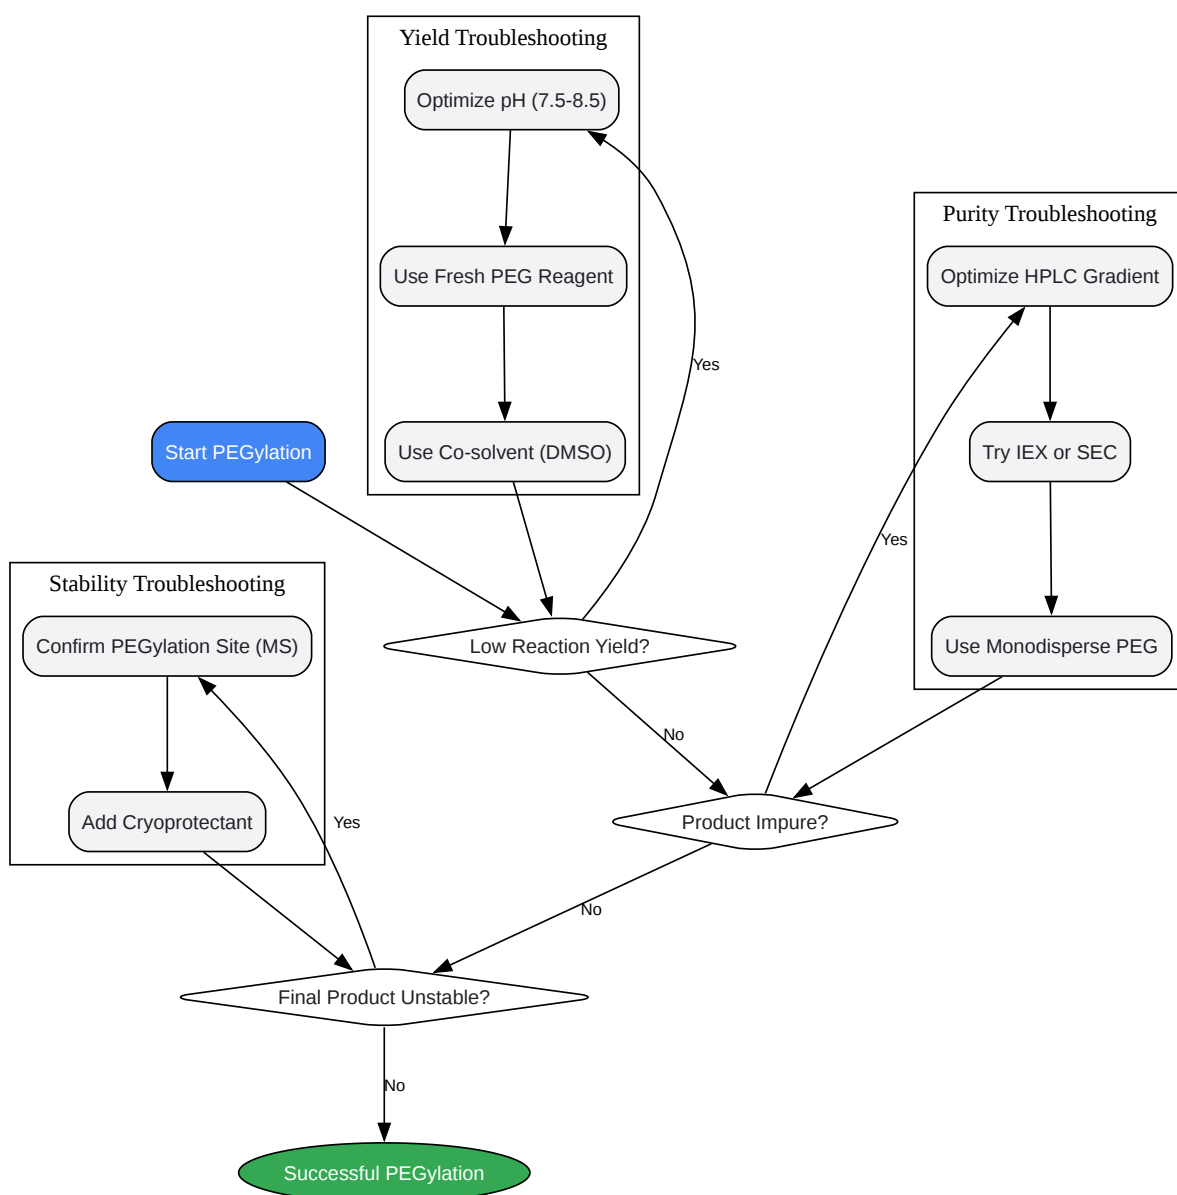 Yield Troubleshooting
Optimize pH (7.5-8.5)
Purity Troubleshooting
Use Fresh PEG Reagent
Optimize HPLC Gradient
Yes
Start PEGylation
Use Co-solvent (DMSO)
Try IEX or SEC
Yes
Stability Troubleshooting
Confirm PEGylation Site (MS)
Low Reaction Yield?
Use Monodisperse PEG
No
Add Cryoprotectant
Yes
Product Impure?
No
Final Product Unstable?
No
Successful PEGylation